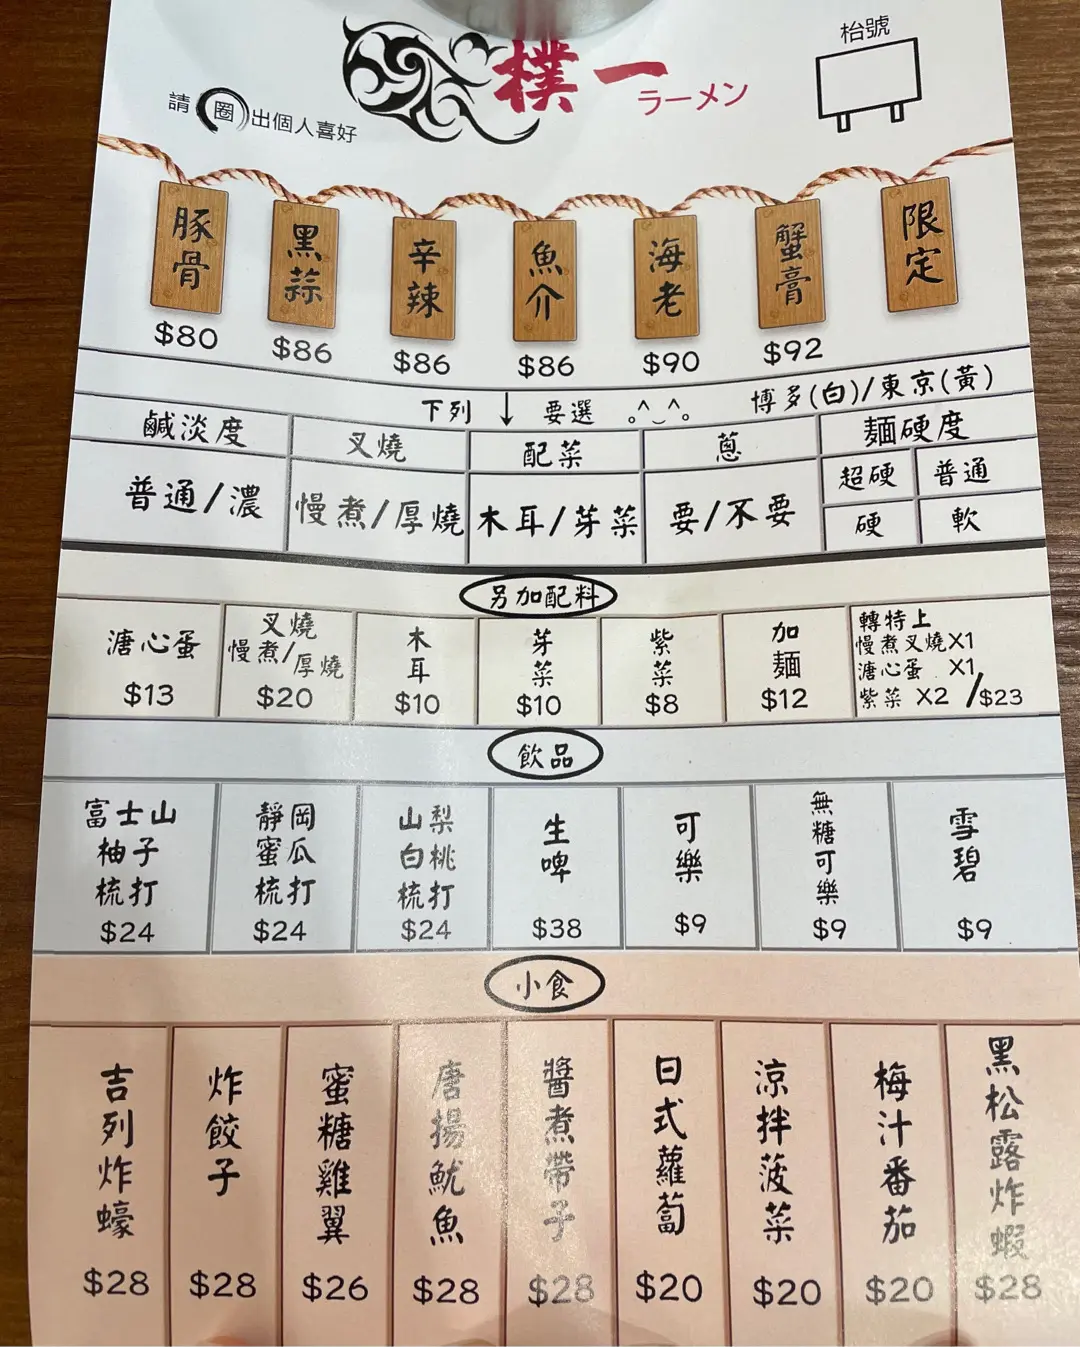 樸一
ラーメン
枱號
請圈出個人喜好
豚骨 黑蒜 辛辣 魚介 海老 蟹膏 限定
$80 $86 $86 $86 $90 $92
下列 ↓ 要選 博多(白)/東京(黃)
鹹淡度 叉燒 配菜 蔥 麵硬度
普通/濃 慢煮/厚燒 木耳/芽菜 要/不要
超硬 普通
硬 軟
另加配料
溏心蛋
$13
叉燒
慢煮/厚燒
$20
木耳
$10
芽菜
$10
紫菜
$8
加麵
$12
轉特上
慢煮叉燒X1
溏心蛋 X1
紫菜 X2 /$23
飲品
富士山
柚子
梳打
$24
靜岡
蜜瓜
梳打
$24
山梨
白桃
梳打
$24
生啤
$38
可樂
$9
無糖可樂
$9
雪碧
$9
小食
吉列炸蠔
$28
炸餃子
$28
蜜糖雞翼
$26
唐揚魷魚
$28
醬煮帶子
$28
日式蘿蔔
$20
涼拌菠菜
$20
梅汁番茄
$20
黑松露炸蝦
$28